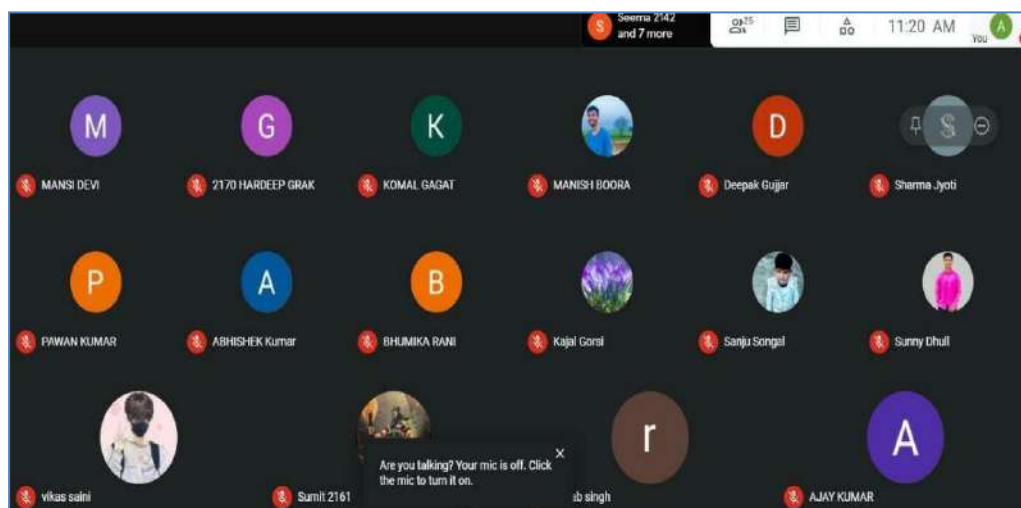 S
Seema 2142
and 7 more
25
11:20 AM
You
A
M
G
K
D
S
MANSI DEVI
2170 HARDEEP GRAK
KOMAL GAGAT
MANISH BOORA
Deepak Gujjar
Sharma Jyoti
P
A
B
PAWAN KUMAR
ABHISHEK Kumar
BHUMIKA RANI
Kajal Gorsi
Sanju Songal
Sunny Dhull
r
A
Are you talking? Your mic is off. Click
the mic to turn it on.
vikas saini
Sumit 2161
b singh
AJAY KUMAR